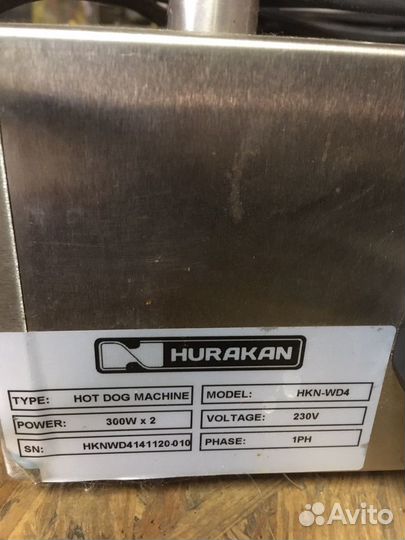 HURAKAN
TYPE: HOT DOG MACHINE MODEL: HKN-WD4
POWER: 300W x 2 VOLTAGE: 230V
SN: HKNWD4141120-010 PHASE: 1PH
Avito